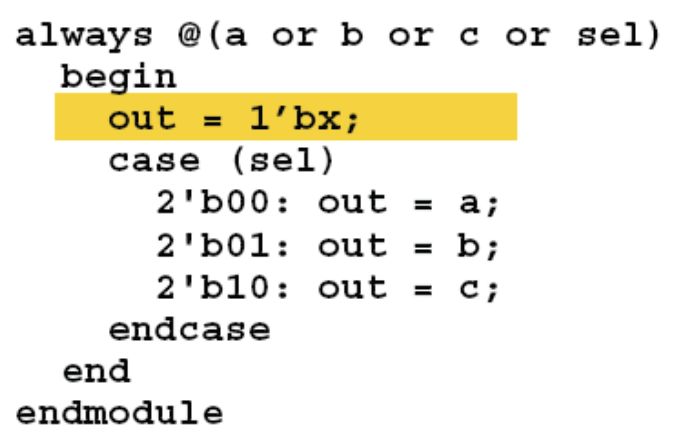 always @(a or b or c or sel)
begin
out = 1’bx;
case (sel)
2'b00: out = a;
2'b01: out = b;
2'b10: out = c;
endcase
end
endmodule